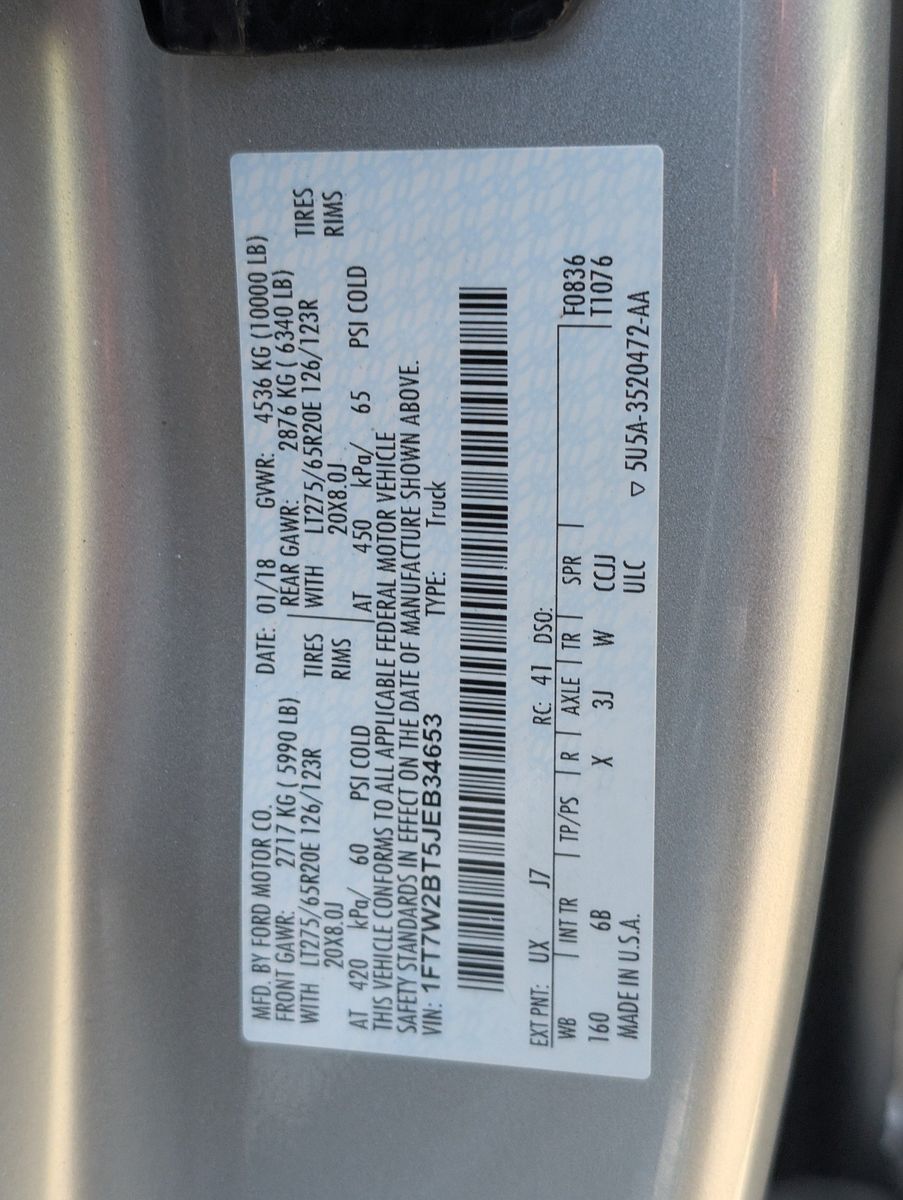 MFD. BY FORD MOTOR CO. DATE: 01/18 GVWR: 4536 KG (10000 LB)
FRONT GAWR: 2717 KG ( 5990 LB) REAR GAWR: 2876 KG ( 6340 LB)
WITH LT275/65R20E 126/123R TIRES WITH LT275/65R20E 126/123R TIRES
20X8.0J RIMS 20X8.0J RIMS
AT 420 kPa/ 60 PSI COLD AT 450 kPa/ 65 PSI COLD
THIS VEHICLE CONFORMS TO ALL APPLICABLE FEDERAL MOTOR VEHICLE
SAFETY STANDARDS IN EFFECT ON THE DATE OF MANUFACTURE SHOWN ABOVE.
VIN: 1FT7W2BT5JEB34653 TYPE: Truck
EXT PNT: UX J7 RC: 41 DSO:
WB INT TR TP/PS R AXLE TR SPR F0836
160 6B X 3J W CCJJ T1076
MADE IN U.S.A. ULC ▽ 5U5A-3520472-AA